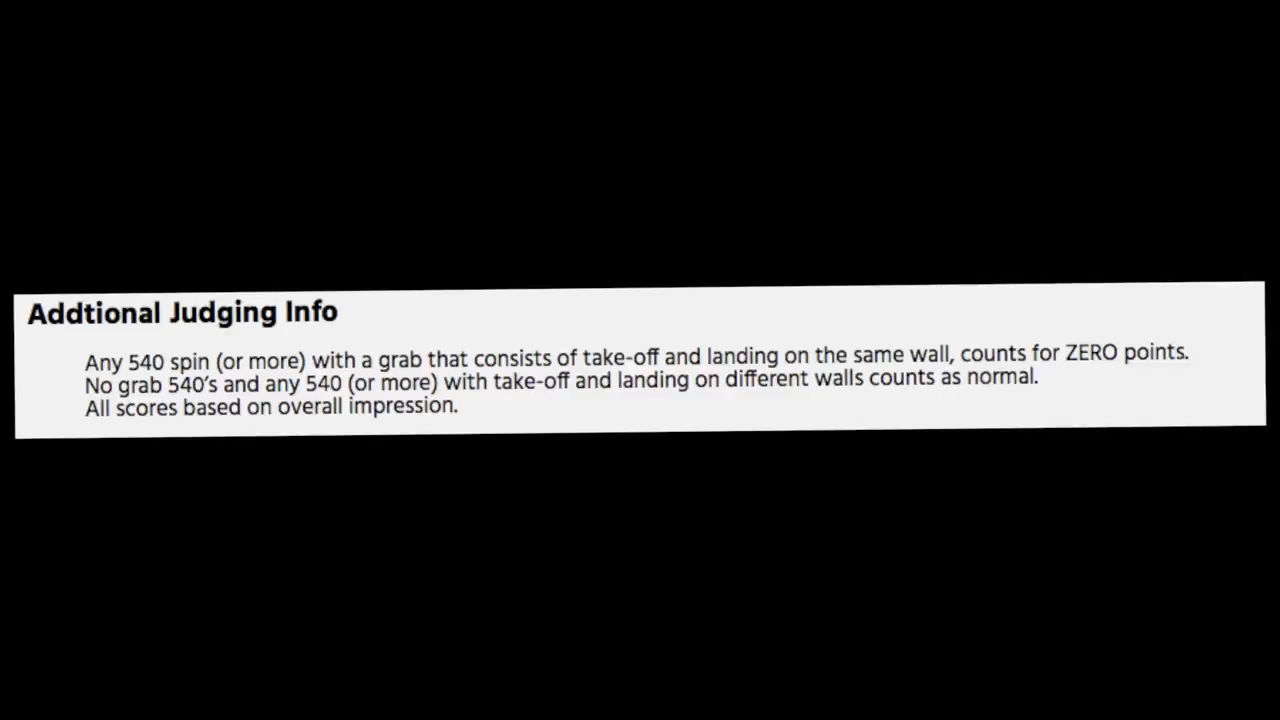 Addtional Judging Info
Any 540 spin (or more) with a grab that consists of take-off and landing on the same wall, counts for ZERO points.
No grab 540's and any 540 (or more) with take-off and landing on different walls counts as normal.
All scores based on overall impression.